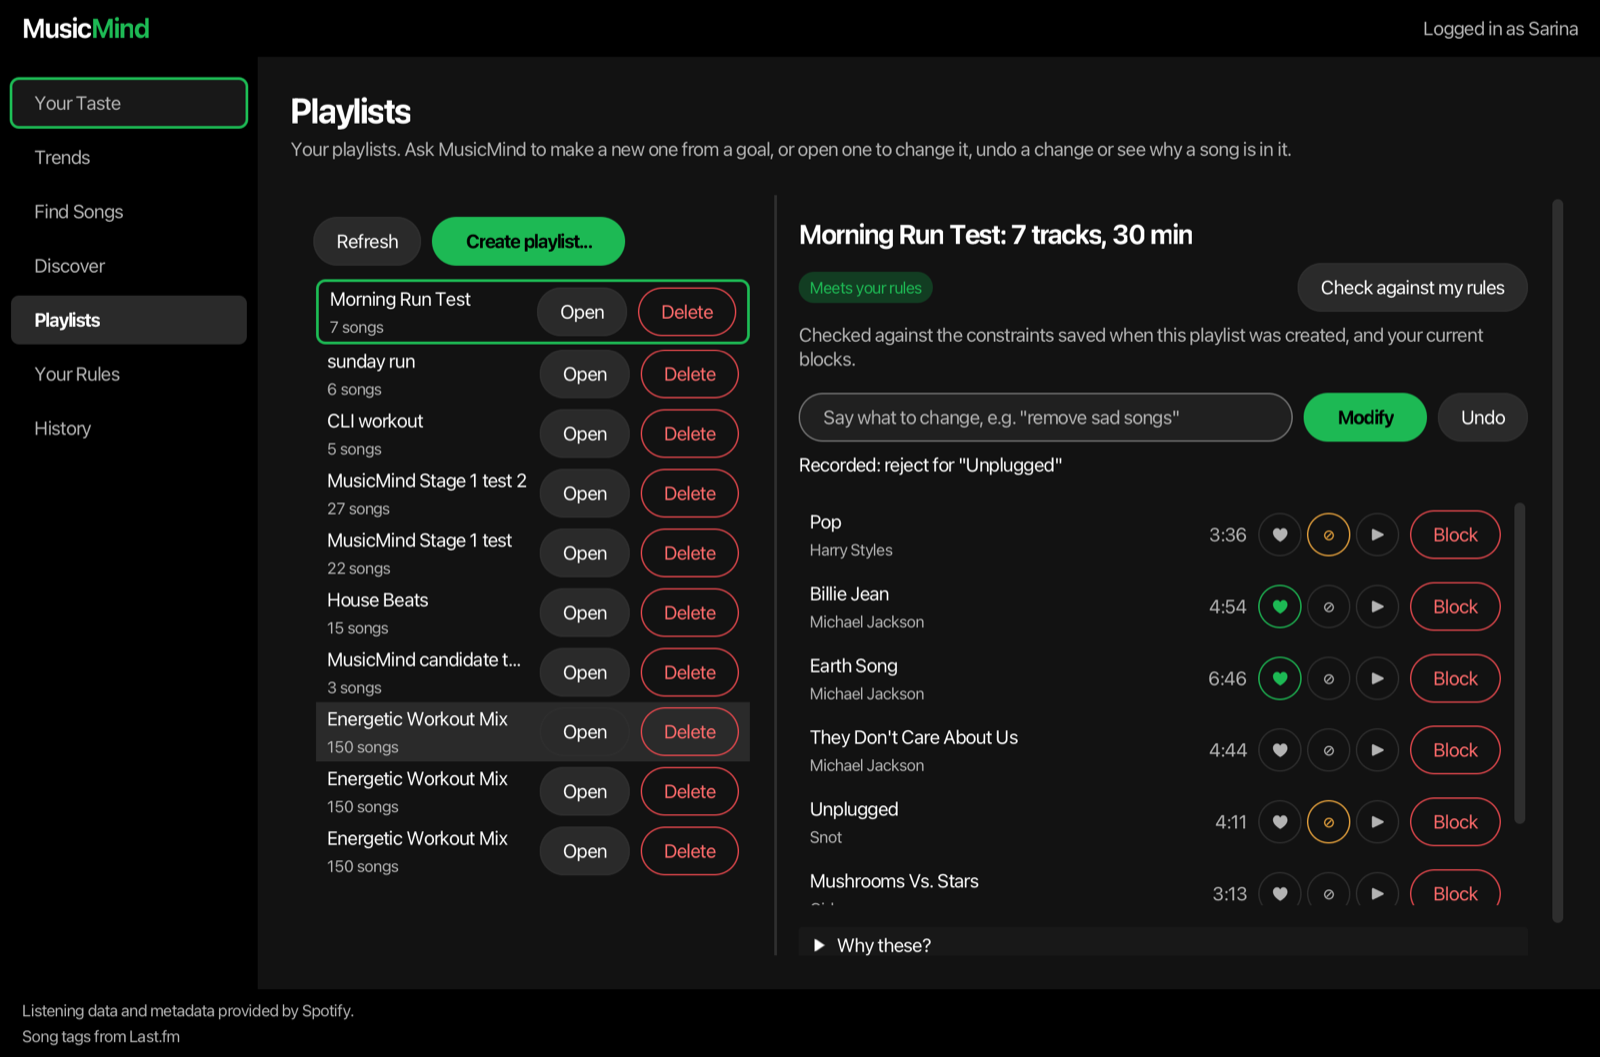 MusicMind
Logged in as Sarina
Your Taste
Trends
Find Songs
Discover
Playlists
Your Rules
History
Playlists
Your playlists. Ask MusicMind to make a new one from a goal, or open one to change it, undo a change or see why a song is in it.
Refresh
Create playlist...
Morning Run Test
7 songs
Open
Delete
sunday run
6 songs
Open
Delete
CLI workout
5 songs
Open
Delete
MusicMind Stage 1 test 2
27 songs
Open
Delete
MusicMind Stage 1 test
22 songs
Open
Delete
House Beats
15 songs
Open
Delete
MusicMind candidate t...
3 songs
Open
Delete
Energetic Workout Mix
150 songs
Open
Delete
Energetic Workout Mix
150 songs
Open
Delete
Energetic Workout Mix
150 songs
Open
Delete
Morning Run Test: 7 tracks, 30 min
Meets your rules
Check against my rules
Checked against the constraints saved when this playlist was created, and your current
blocks.
Say what to change, e.g. "remove sad songs"
Modify
Undo
Recorded: reject for "Unplugged"
Pop
Harry Styles
3:36
Block
Billie Jean
Michael Jackson
4:54
Block
Earth Song
Michael Jackson
6:46
Block
They Don't Care About Us
Michael Jackson
4:44
Block
Unplugged
Snot
4:11
Block
Mushrooms Vs. Stars
3:13
Block
Why these?
Listening data and metadata provided by Spotify.
Song tags from Last.fm